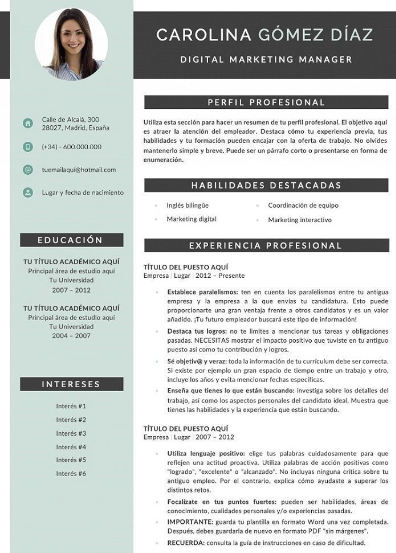 CAROLINA GÓMEZ DÍAZ
DIGITAL MARKETING MANAGER
Calle de Alcalá, 300
28027, Madrid, España
(+34) - 600.000.000
tuemailaqui@hotmail.com
Lugar y fecha de nacimiento
EDUCACIÓN
TU TÍTULO ACADÉMICO AQUÍ
Principal área de estudio aquí
Tu Universidad
2007 – 2012
TU TÍTULO ACADÉMICO AQUÍ
Principal área de estudio aquí
Tu Universidad
2004 – 2007
INTERESES
Interés #1
Interés #2
Interés #3
Interés #4
Interés #5
Interés #6
PERFIL PROFESIONAL
Utiliza esta sección para hacer un resumen de tu perfil profesional. El objetivo aquí
es atraer la atención del empleador. Destaca cómo tu experiencia previa, tus
habilidades y tu formación pueden encajar con la oferta de trabajo. No olvides
mantenerlo simple y breve. Puede ser un párrafo corto o presentarse en forma de
enumeración.
HABILIDADES DESTACADAS
Inglés bilingüe
Coordinación de equipo
Marketing digital
Marketing interactivo
EXPERIENCIA PROFESIONAL
TÍTULO DEL PUESTO AQUÍ
Empresa | Lugar | 2012 – Presente
Establece paralelismos: ten en cuenta los paralelismos entre tu antigua
empresa y la empresa a la que envías tu candidatura. Esto puede
proporcionarte una gran ventaja frente a otros candidatos y es un valor
añadido. ¡Tu futuro empleador buscará este tipo de información!
Destaca tus logros: no te limites a mencionar tus tareas y obligaciones
pasadas. NECESITAS mostrar el impacto positivo que tuviste en tu antiguo
puesto así como tu contribución y logros.
Sé objetiv@ y veraz: toda la información de tu currículum debe ser correcta.
Si existe por ejemplo un gran espacio de tiempo entre un trabajo y otro,
incluye los años y evita mencionar fechas específicas.
Enseña que tienes lo que están buscando: investiga sobre los detalles del
trabajo, así como los aspectos personales del candidato ideal. Muestra que
tienes las habilidades y la experiencia que están buscando.
TÍTULO DEL PUESTO AQUÍ
Empresa | Lugar | 2007 – 2012
Utiliza lenguaje positivo: elige tus palabras cuidadosamente para que
reflejen una actitud proactiva. Utiliza palabras de acción positivas como
"logrado", "excelente" o "alcanzado". No incluyas ninguna crítica sobre tu
antiguo empleo. Por el contrario, explica cómo ayudaste a superar los
distintos retos.
Focalízate en tus puntos fuertes: pueden ser habilidades, áreas de
conocimiento, cualidades personales y/o experiencias pasadas.
IMPORTANTE: guarda tu plantilla en formato Word una vez completada.
Después, debes guardarla de nuevo en formato PDF "sin márgenes".
RECUERDA: consulta la guía de instrucciones en caso de dificultad.